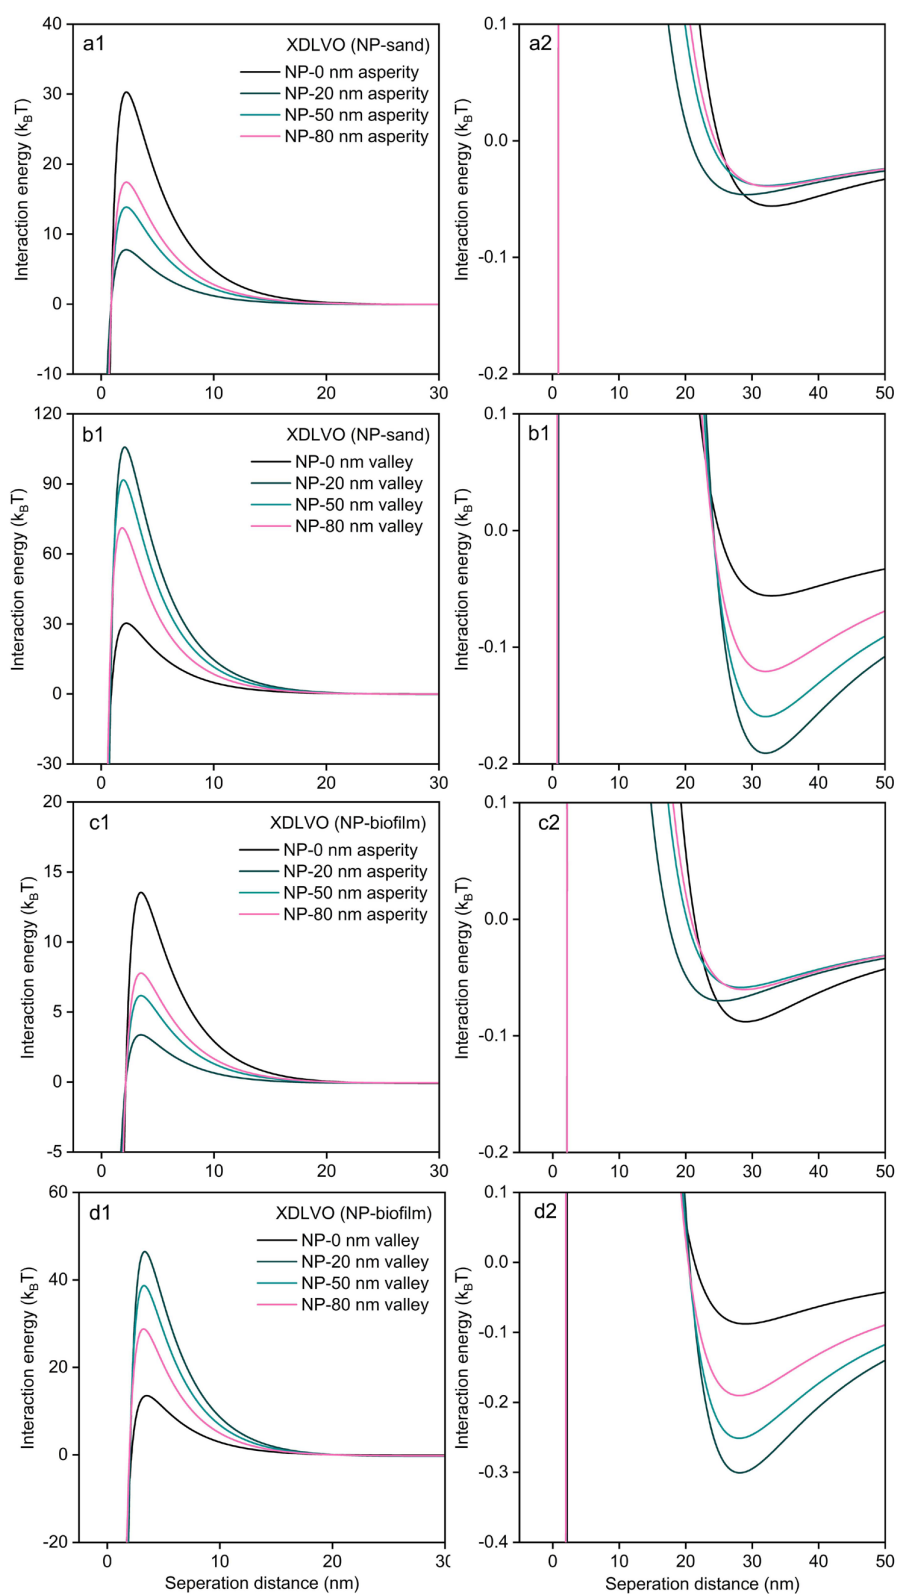 a1
XDLVO (NP-sand)
NP-0 nm asperity
NP-20 nm asperity
NP-50 nm asperity
NP-80 nm asperity
Interaction energy (kBT)
40
30
20
10
0
-10
0 10 20 30
a2
Interaction energy (kBT)
0.1
0.0
-0.1
-0.2
0 10 20 30 40 50
b1
XDLVO (NP-sand)
NP-0 nm valley
NP-20 nm valley
NP-50 nm valley
NP-80 nm valley
Interaction energy (kBT)
120
90
60
30
0
-30
0 10 20 30
b1
Interaction energy (kBT)
0.1
0.0
-0.1
-0.2
0 10 20 30 40 50
c1
XDLVO (NP-biofilm)
NP-0 nm asperity
NP-20 nm asperity
NP-50 nm asperity
NP-80 nm asperity
Interaction energy (kBT)
20
15
10
5
0
-5
0 10 20 30
c2
Interaction energy (kBT)
0.1
0.0
-0.1
-0.2
0 10 20 30 40 50
d1
XDLVO (NP-biofilm)
NP-0 nm valley
NP-20 nm valley
NP-50 nm valley
NP-80 nm valley
Interaction energy (kBT)
60
40
20
0
-20
0 10 20 30
Seperation distance (nm)
d2
Interaction energy (kBT)
0.1
0.0
-0.1
-0.2
-0.3
-0.4
0 10 20 30 40 50
Seperation distance (nm)